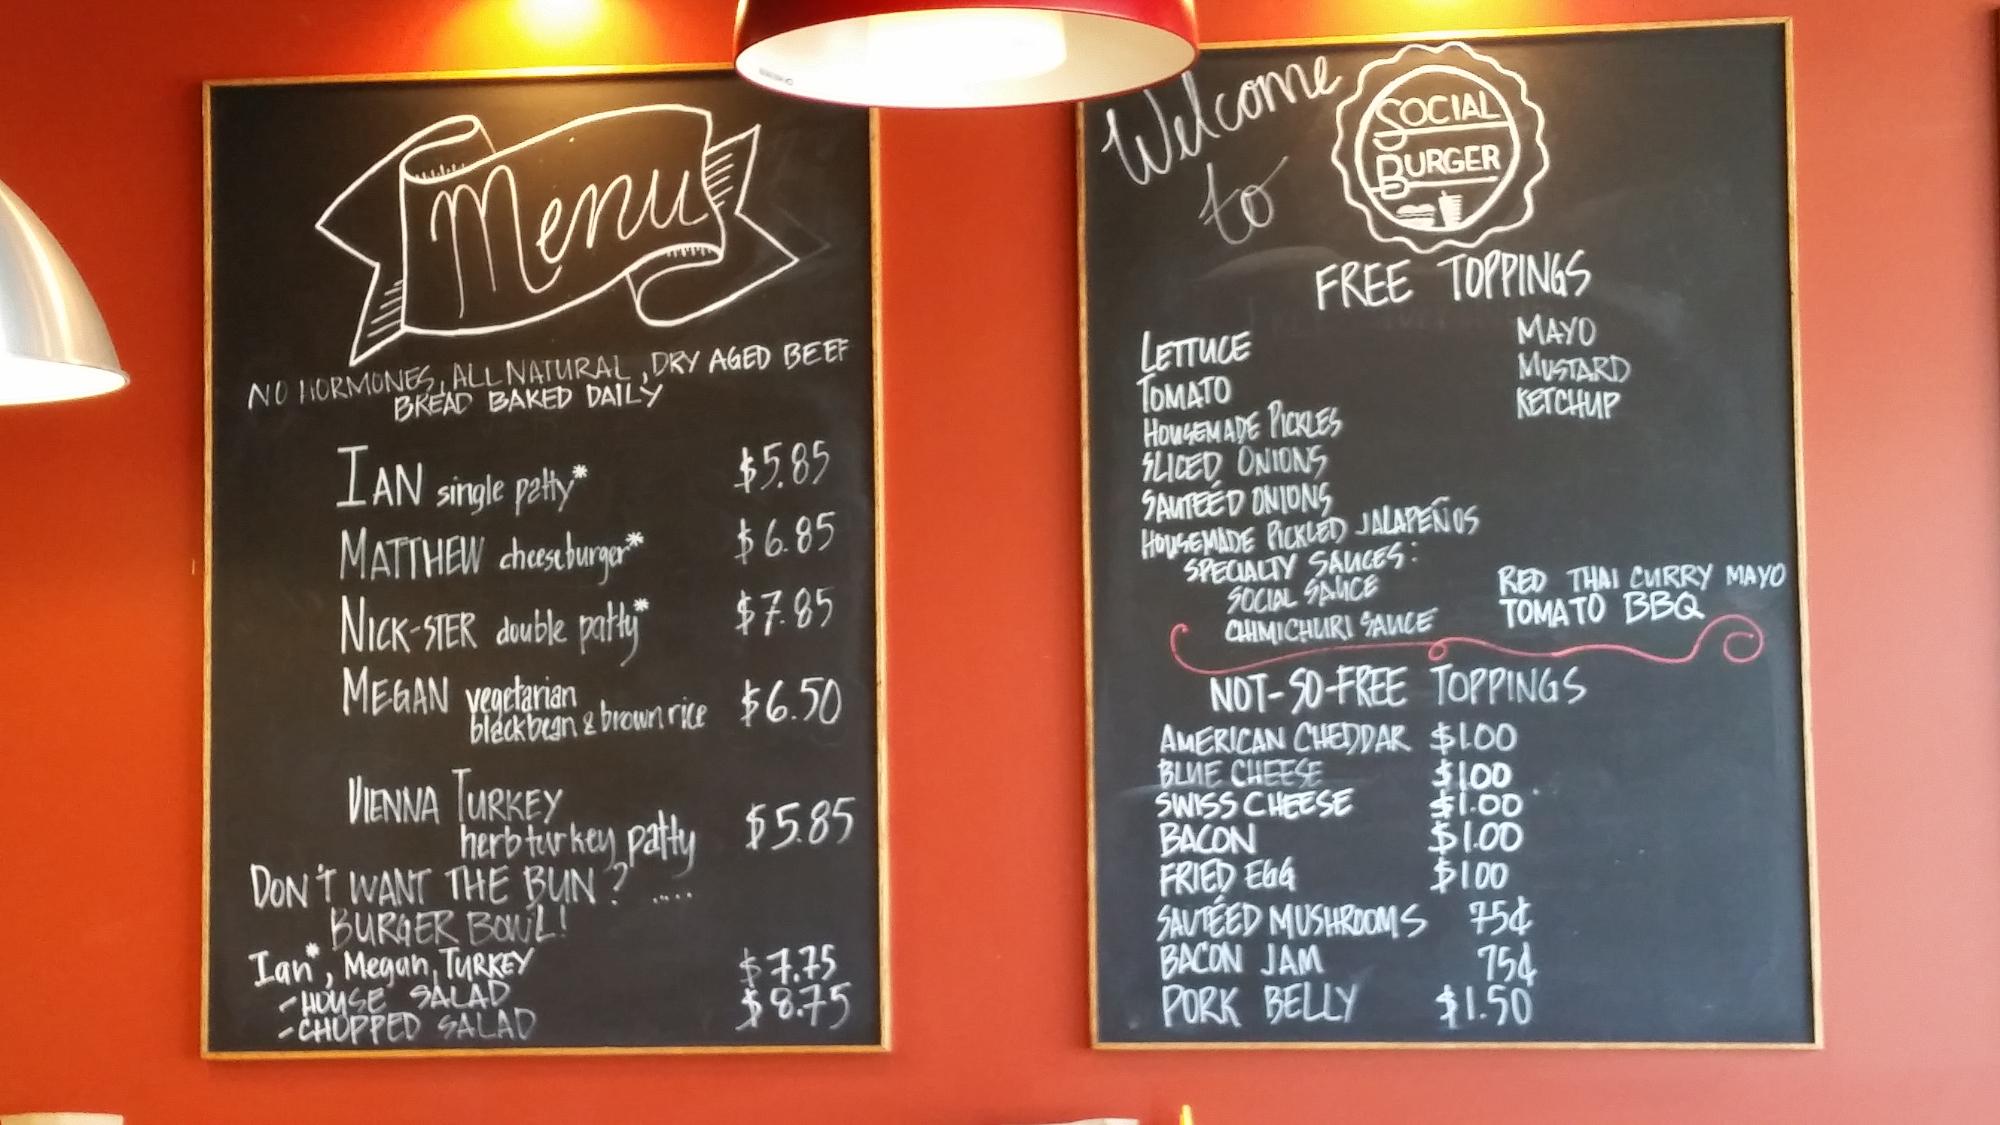 Menu
NO HORMONES, ALL NATURAL, DRY AGED BEEF
BREAD BAKED DAILY
IAN single patty* $5.85
MATTHEW cheeseburger* $6.85
NICK-STER double patty* $7.85
MEGAN vegetarian
blackbean & brown rice $6.50
VIENNA TURKEY
herb turkey patty $5.85
DON'T WANT THE BUN? .....
BURGER BOWL!
Ian*, Megan, TURKEY
- HOUSE SALAD $7.75
- CHOPPED SALAD $8.75
Welcome
to
SOCIAL
BURGER
FREE TOPPINGS
LETTUCE
TOMATO
HOUSEMADE PICKLES
SLICED ONIONS
SAUTEÉD ONIONS
HOUSEMADE PICKLED JALAPEÑOS
MAYO
MUSTARD
KETCHUP
SPECIALTY SAUCES:
SOCIAL SAUCE
CHIMICHURI SAUCE
RED THAI CURRY MAYO
TOMATO BBQ
NOT-SO-FREE TOPPINGS
AMERICAN CHEDDAR $1.00
BLUE CHEESE $1.00
SWISS CHEESE $1.00
BACON $1.00
FRIED EGG $1.00
SAUTÉED MUSHROOMS 75¢
BACON JAM 75¢
PORK BELLY $1.50